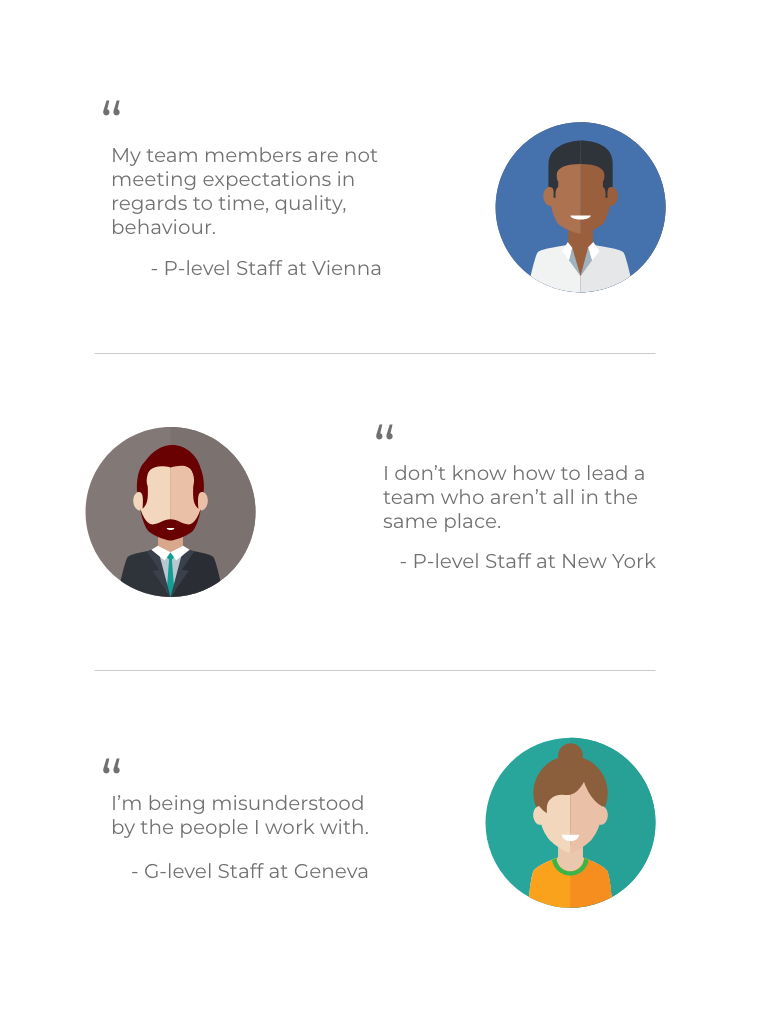 “
My team members are not
meeting expectations in
regards to time, quality,
behaviour.
- P-level Staff at Vienna
“
I don’t know how to lead a
team who aren’t all in the
same place.
- P-level Staff at New York
“
I’m being misunderstood
by the people I work with.
- G-level Staff at Geneva